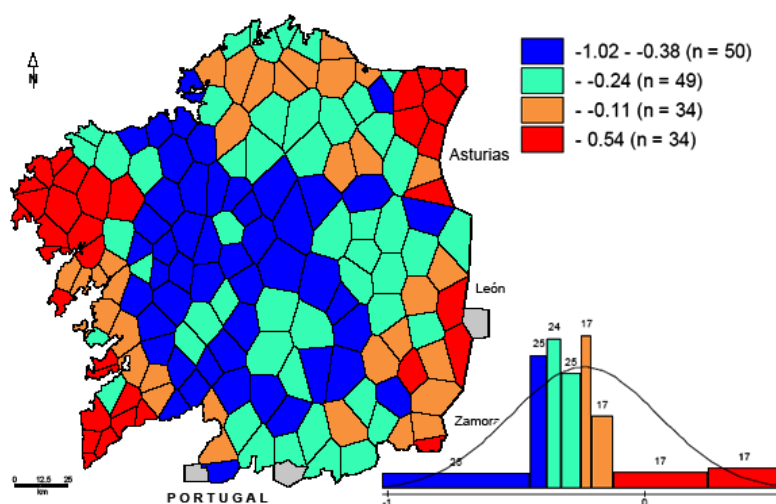 N
-1.02 - -0.38 (n = 50)
- -0.24 (n = 49)
- -0.11 (n = 34)
- 0.54 (n = 34)
Asturias
León
Zamora
0 12.5 25
km
PORTUGAL
25
25
24
25
17
17
17
17
-1 0